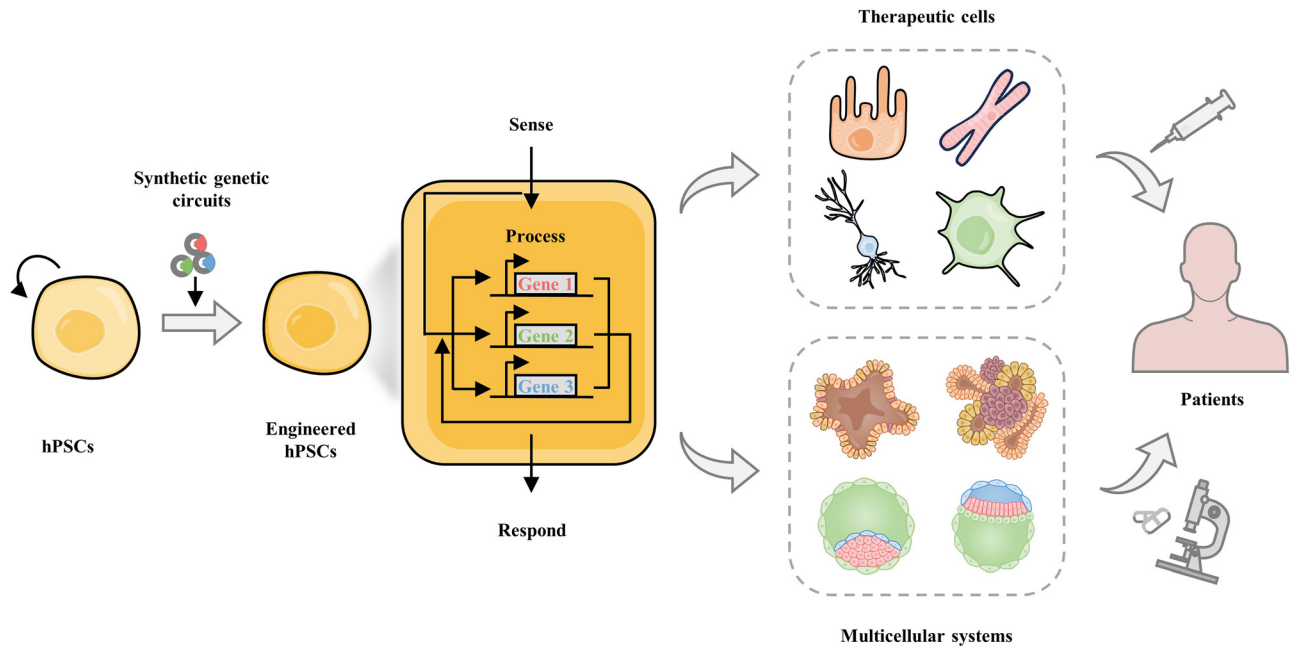 Therapeutic cells
Sense
Synthetic genetic
circuits
Process
Gene 1
Gene 2
Gene 3
Patients
Engineered
hPSCs
hPSCs
Respond
Multicellular systems